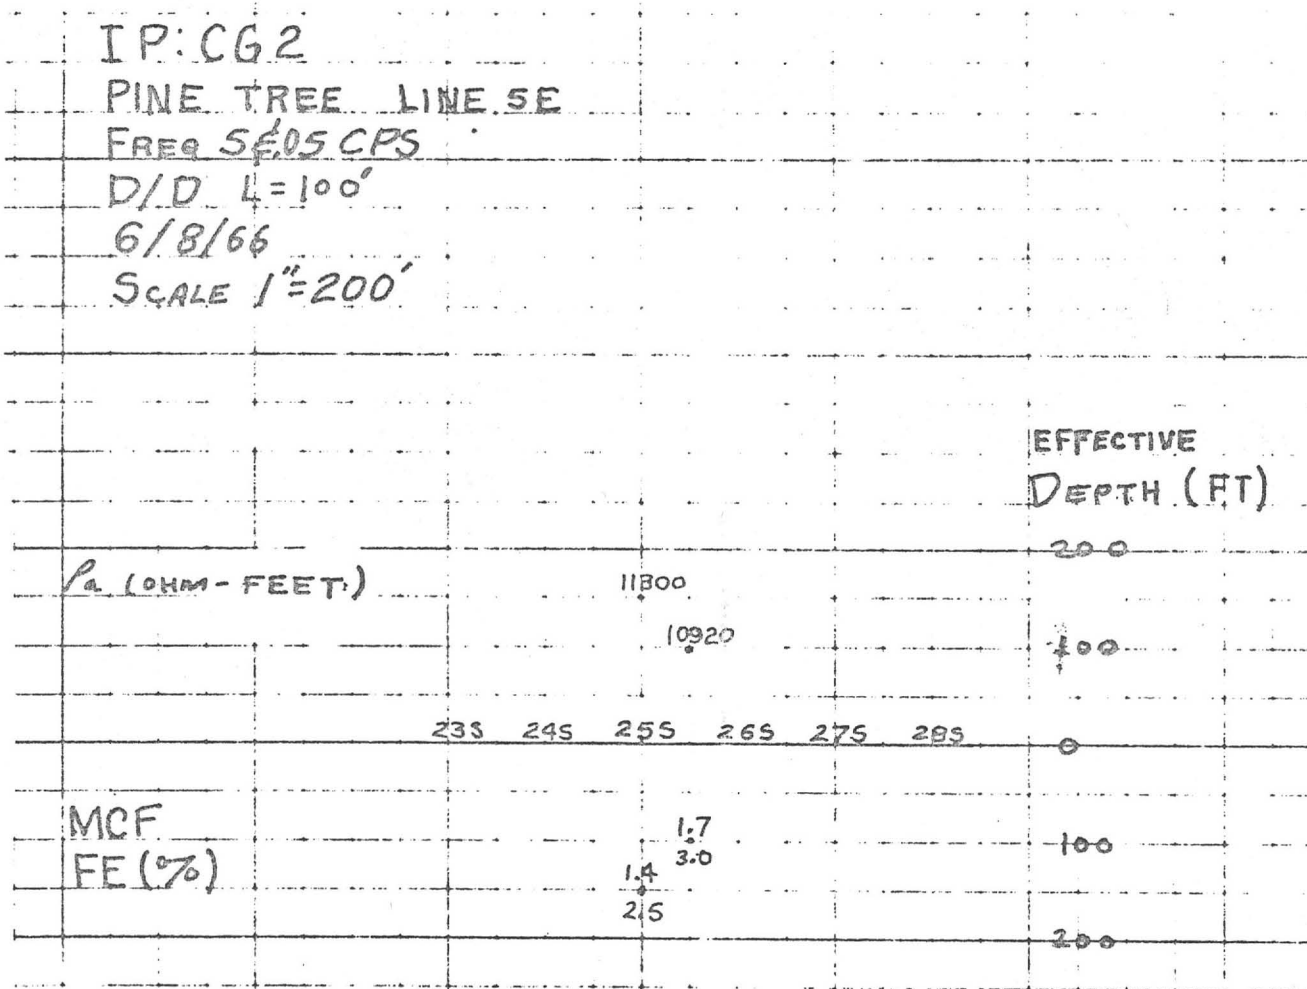 IP: CG2
PINE TREE LINE 5E
FREQ 5 & .05 CPS
D/D L = 100'
6/8/66
SCALE 1" = 200'
EFFECTIVE
DEPTH (FT)
200
ρa (OHM-FEET)
11300
10920
100
23S 24S 25S 26S 27S 28S
0
MCF
FE (%)
1.7
3.0
100
1.4
2.5
200